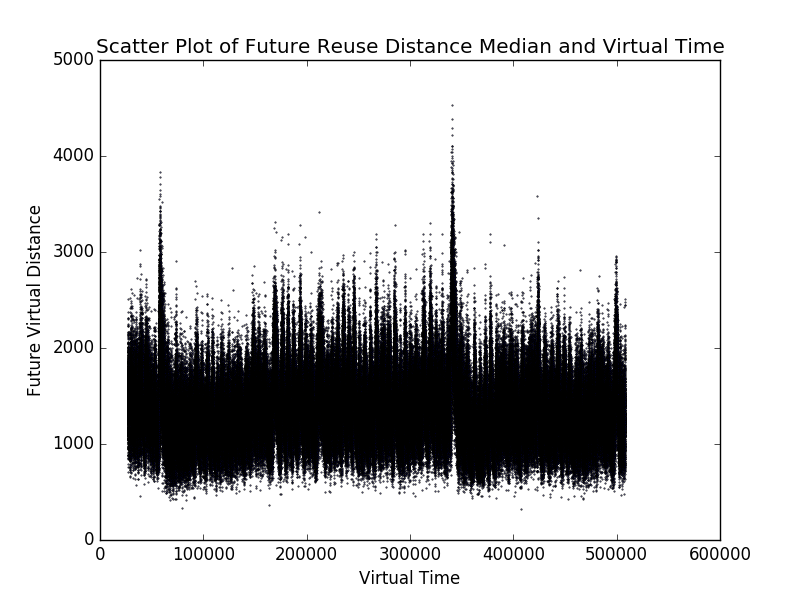 Scatter Plot of Future Reuse Distance Median and Virtual Time
5000
4000
3000
2000
1000
0
Future Virtual Distance
0 100000 200000 300000 400000 500000 600000
Virtual Time